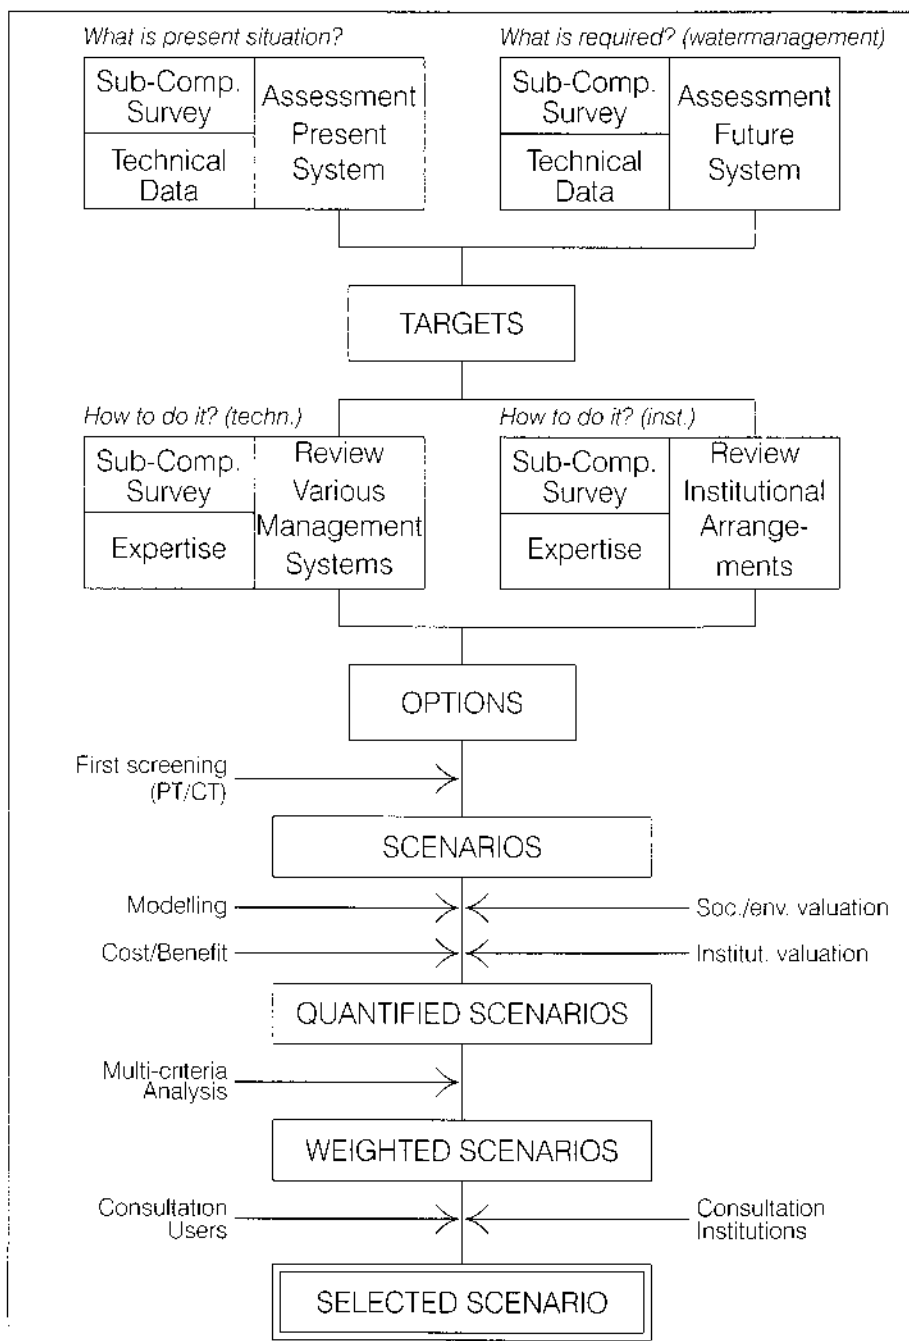 What is present situation?
Sub-Comp.
Survey
Technical
Data
Assessment
Present
System
What is required? (watermanagement)
Sub-Comp.
Survey
Technical
Data
Assessment
Future
System
TARGETS
How to do it? (techn.)
Sub-Comp.
Survey
Expertise
Review
Various
Management
Systems
How to do it? (inst.)
Sub-Comp.
Survey
Expertise
Review
Institutional
Arrange-
ments
OPTIONS
First screening
(PT/CT)
SCENARIOS
Modelling
Soc./env. valuation
Cost/Benefit
Institut. valuation
QUANTIFIED SCENARIOS
Multi-criteria
Analysis
WEIGHTED SCENARIOS
Consultation
Users
Consultation
Institutions
SELECTED SCENARIO